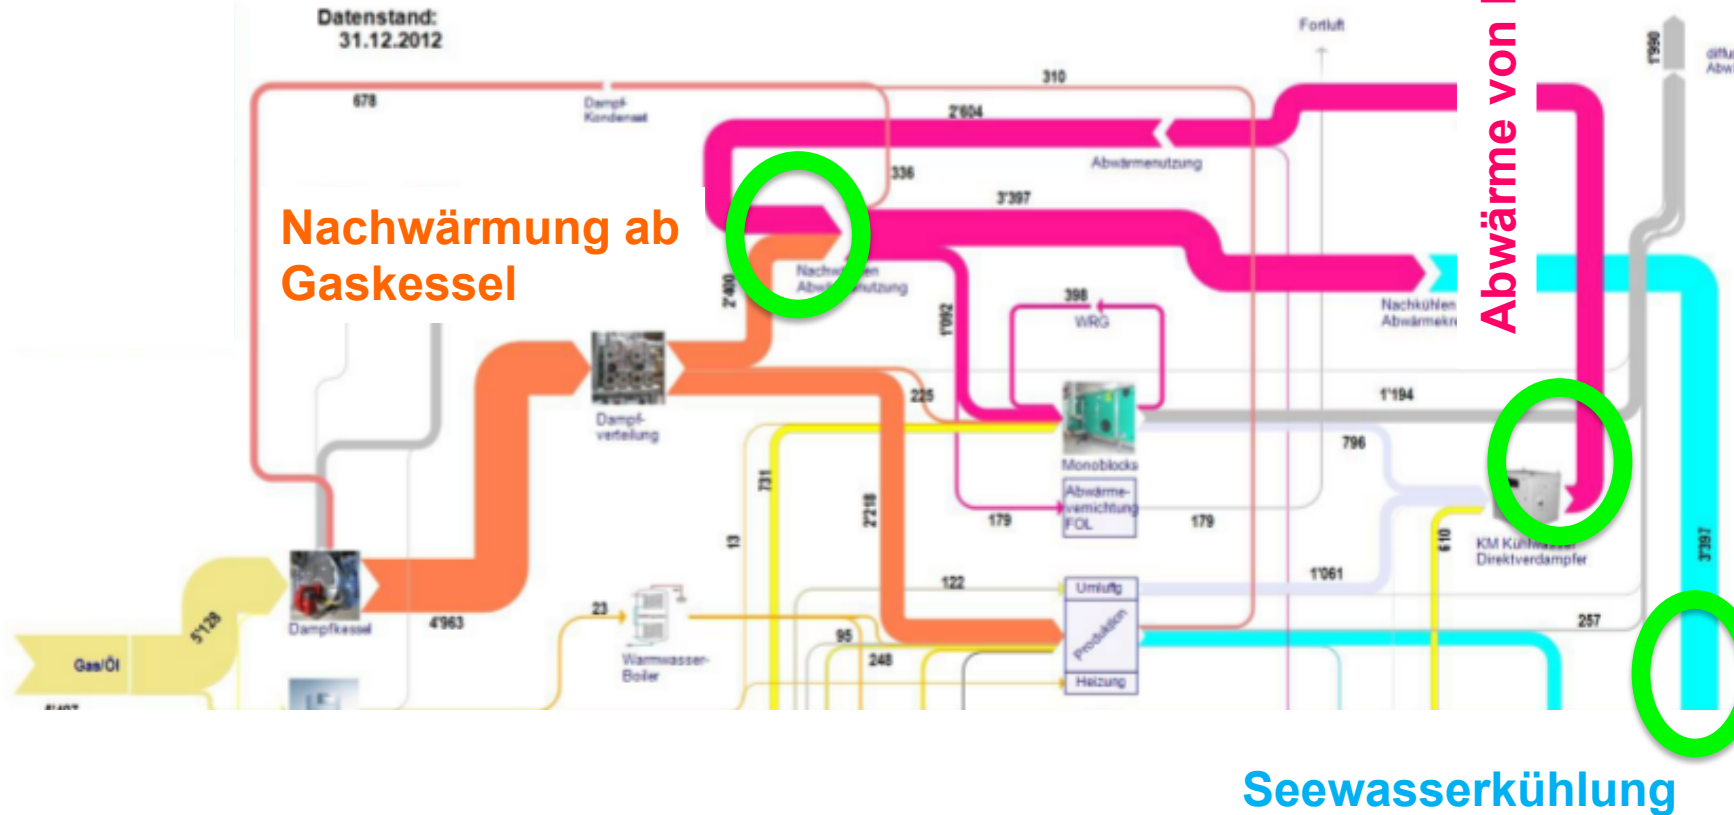 Datenstand:
31.12.2012
Fortluft
1'990
310
678
Dampf-
Kondensat
2'604
Abwärmenutzung
336
3'397
Abwärme von
Nachwärmung ab
Gaskessel
2'400
1'092
398
WRG
Nachkühlen
225
1'194
Dampf-
verteilung
796
731
Monoblocks
Abwärme-
vernichtung
FOL
179
179
2'218
13
610
KM Kühlwasser
Direktverdampfer
3'397
5'128
Dampfkessel
4'963
23
122
Umluftg
1'061
95
Produktion
257
Gas/Öl
Warmwasser-
Boiler
248
Heizung
Seewasserkühlung